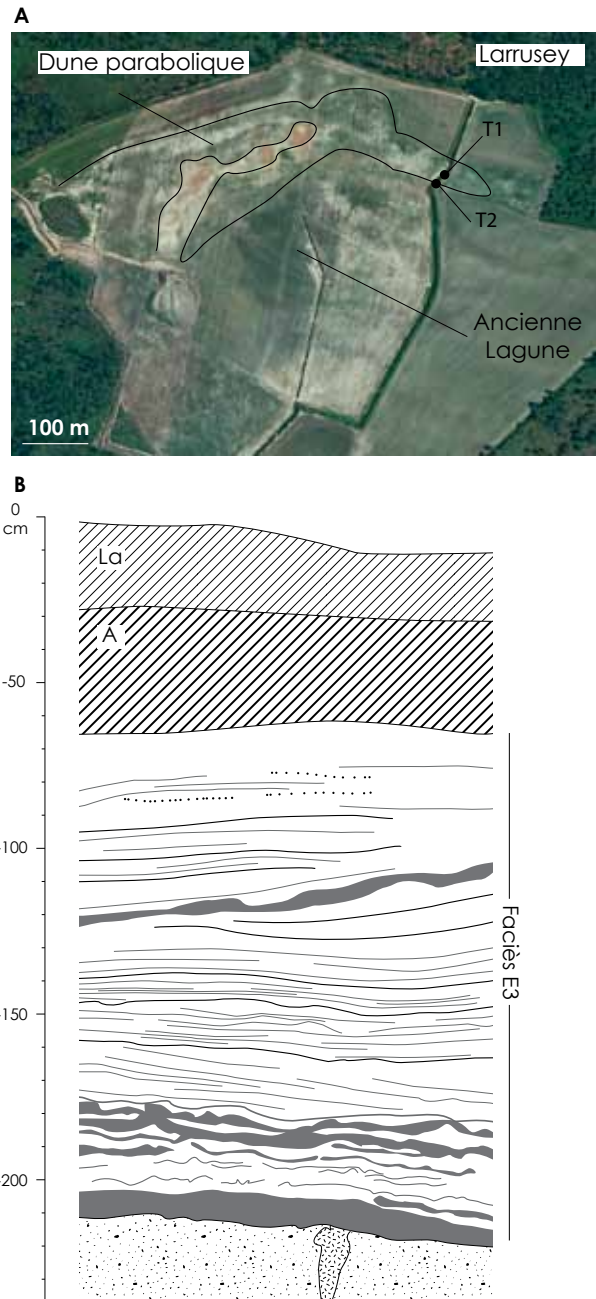 A
Dune parabolique
Larrusey
T1
T2
Ancienne
Lagune
100 m
B
0
cm
La
A
-50
-100
Faciès E3
-150
-200